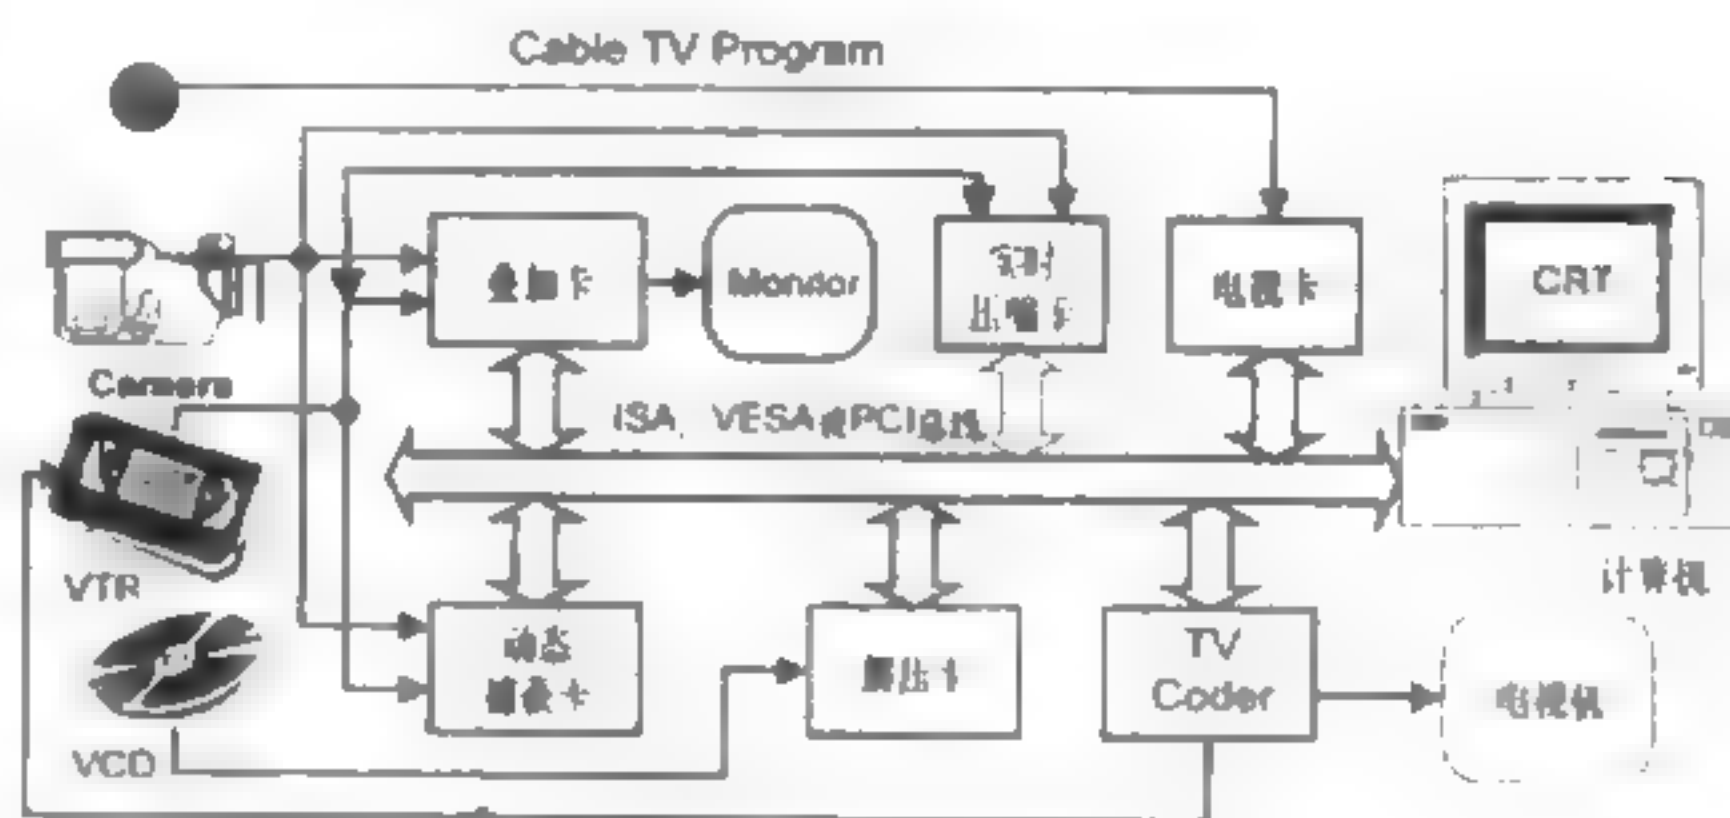 Cable TV Program
叠加卡
Monitor
实时
压缩卡
电视卡
CRT
Camera
ISA、VESA或PCI总线
VTR
计算机
动态
捕获卡
解压卡
TV
Coder
电视机
VCD